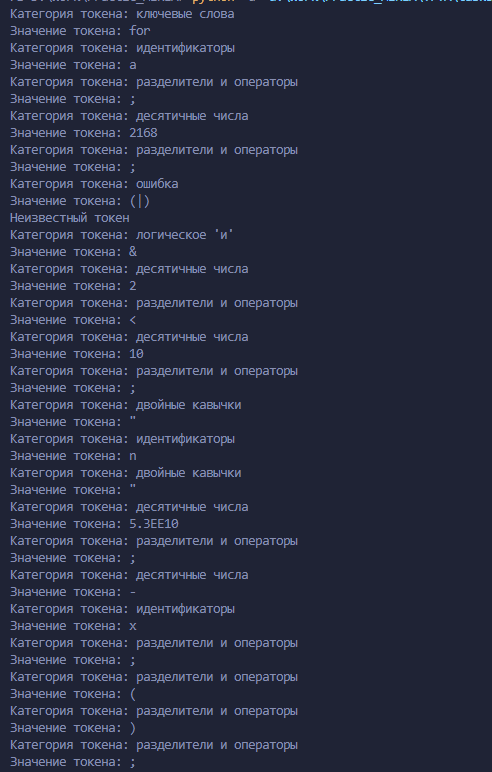 Категория токена: ключевые слова
Значение токена: for
Категория токена: идентификаторы
Значение токена: a
Категория токена: разделители и операторы
Значение токена: ;
Категория токена: десятичные числа
Значение токена: 2168
Категория токена: разделители и операторы
Значение токена: ;
Категория токена: ошибка
Значение токена: (|)
Неизвестный токен
Категория токена: логическое 'и'
Значение токена: &
Категория токена: десятичные числа
Значение токена: 2
Категория токена: разделители и операторы
Значение токена: <
Категория токена: десятичные числа
Значение токена: 10
Категория токена: разделители и операторы
Значение токена: ;
Категория токена: двойные кавычки
Значение токена: "
Категория токена: идентификаторы
Значение токена: n
Категория токена: двойные кавычки
Значение токена: "
Категория токена: десятичные числа
Значение токена: 5.3EE10
Категория токена: разделители и операторы
Значение токена: ;
Категория токена: десятичные числа
Значение токена: -
Категория токена: идентификаторы
Значение токена: x
Категория токена: разделители и операторы
Значение токена: ;
Категория токена: разделители и операторы
Значение токена: (
Категория токена: разделители и операторы
Значение токена: )
Категория токена: разделители и операторы
Значение токена: ;